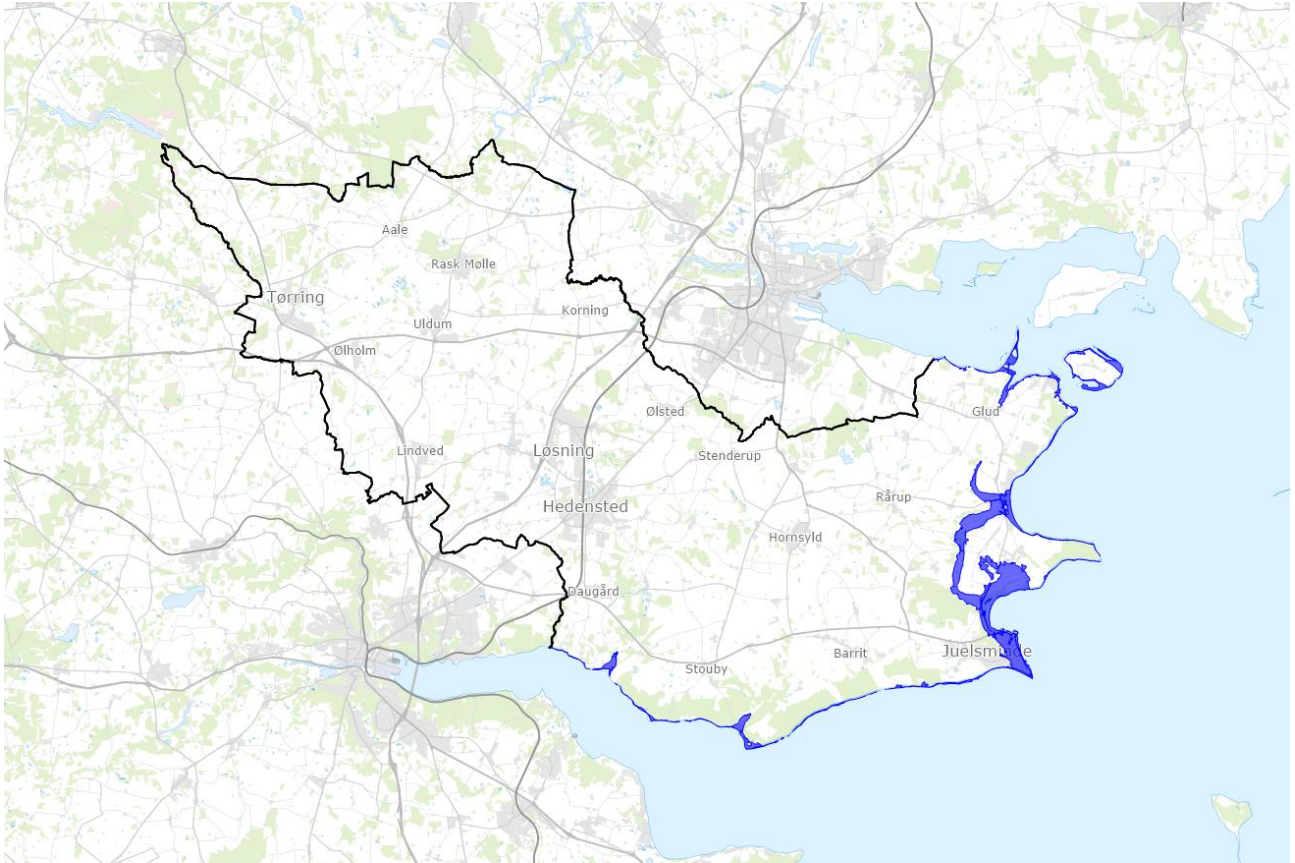 Aale
Rask Mølle
Tørring
Korning
Uldum
Ølholm
Ølsted
Glud
Lindved
Løsning
Stenderup
Rårup
Hedensted
Hornsyld
Daugård
Juelsminde
Barrit
Stouby